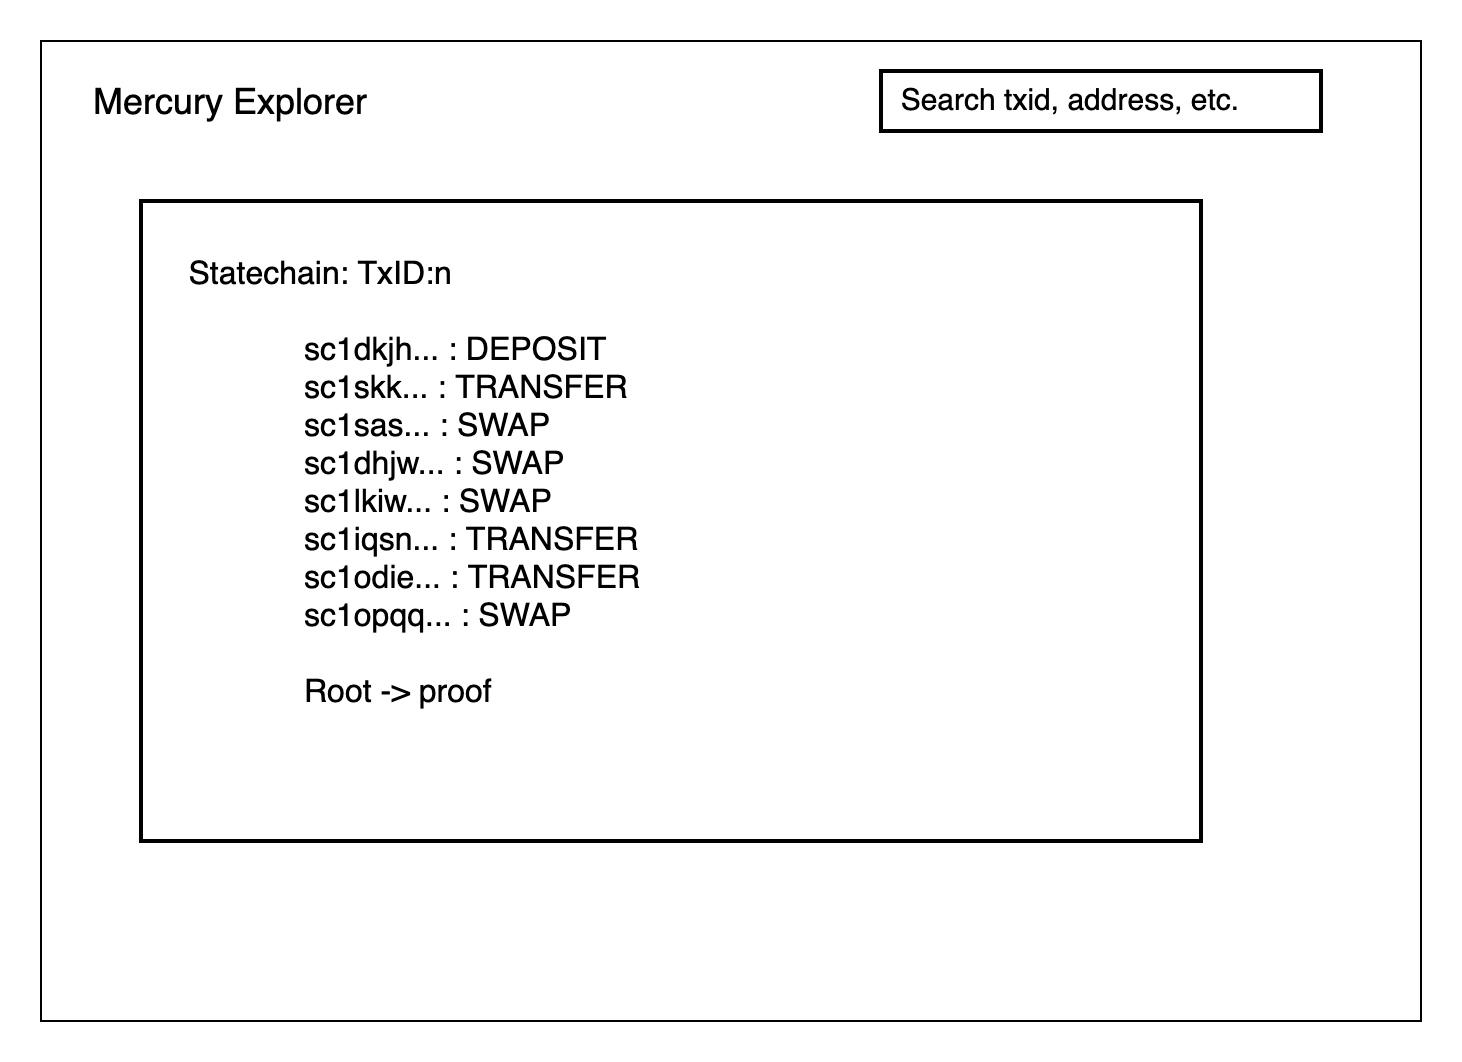 Mercury Explorer
Search txid, address, etc.
Statechain: TxID:n
sc1dkjh... : DEPOSIT
sc1skk... : TRANSFER
sc1sas... : SWAP
sc1dhjw... : SWAP
sc1lkiw... : SWAP
sc1iqsn... : TRANSFER
sc1odie... : TRANSFER
sc1opqq... : SWAP
Root -> proof